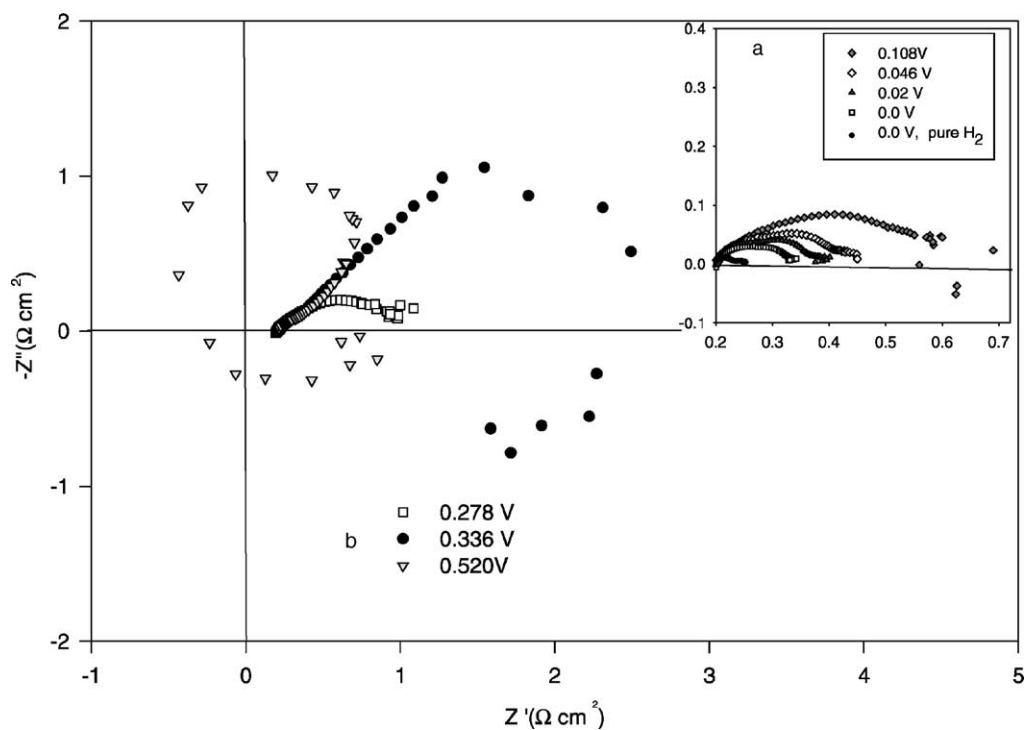 2
1
0
-1
-2
-1
0
1
2
3
4
5
-Z"(Ω cm²)
Z '(Ω cm²)
b
0.278 V
0.336 V
0.520V
a
0.108V
0.046 V
0.02 V
0.0 V
0.0 V, pure H₂
0.4
0.3
0.2
0.1
0.0
-0.1
0.2
0.3
0.4
0.5
0.6
0.7